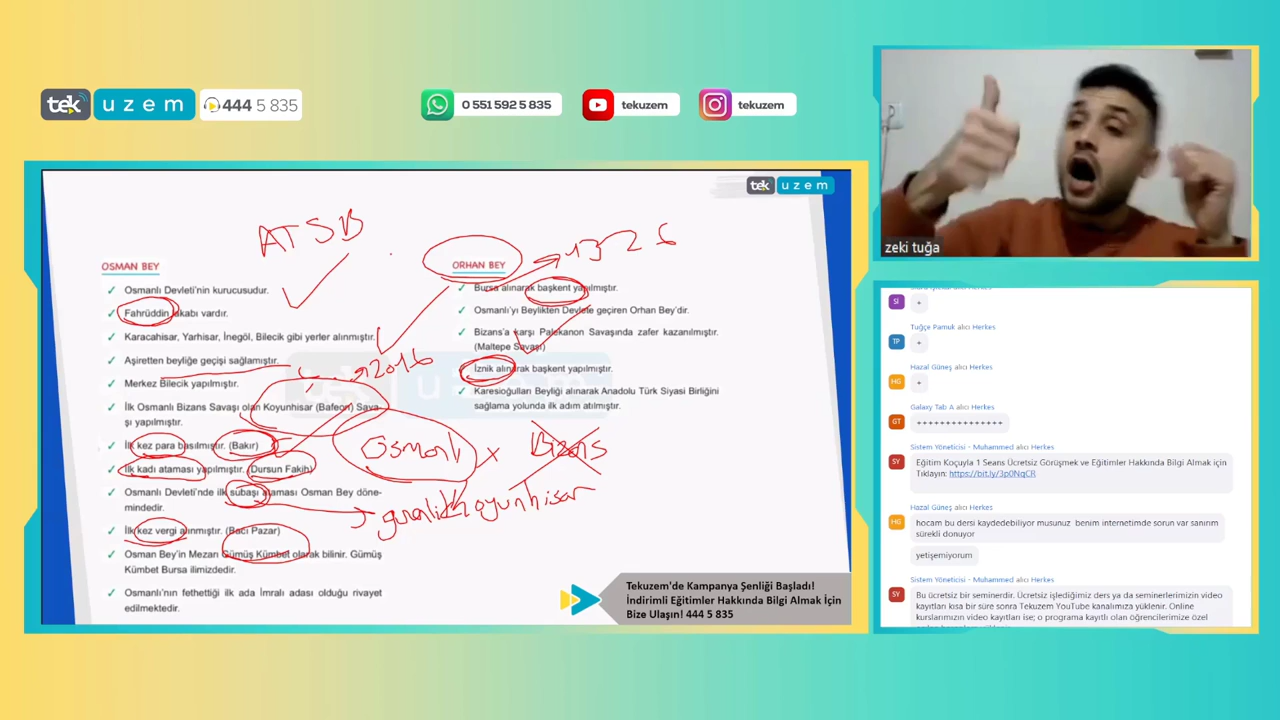 tek uzem 444 5 835
0 551 592 5 835
tekuzem
tekuzem
zeki tuğa
tek uzem
ATSB
1326
OSMAN BEY
✓ Osmanlı Devleti'nin kurucusudur.
✓ Fahrüddin lakabı vardır.
✓ Karacahisar, Yarhisar, İnegöl, Bilecik gibi yerler alınmıştır.
✓ Aşiretten beyliğe geçişi sağlamıştır.
✓ Merkez Bilecik yapılmıştır.
✓ İlk Osmanlı Bizans Savaşı olan Koyunhisar (Bafeon) Sava-
şı yapılmıştır.
✓ İlk kez para basılmıştır. (Bakır)
✓ İlk kadı ataması yapılmıştır. (Dursun Fakih)
✓ Osmanlı Devleti'nde ilk subaşı ataması Osman Bey döne-
mindedir.
✓ İlk kez vergi alınmıştır. (Bacı Pazar)
✓ Osman Bey'in Mezarı Gümüş Kümbet olarak bilinir. Gümüş
Kümbet Bursa ilimizdedir.
✓ Osmanlı'nın fethettiği ilk ada İmralı adası olduğu rivayet
edilmektedir.
ORHAN BEY
✓ Bursa alınarak başkent yapılmıştır.
✓ Osmanlı'yı Beylikten Devlete geçiren Orhan Bey'dir.
✓ Bizans'a karşı Palekanon Savaşında zafer kazanılmıştır.
(Maltepe Savaşı)
✓ İznik alınarak başkent yapılmıştır.
✓ Karesioğulları Beyliği alınarak Anadolu Türk Siyasi Birliğini
sağlama yolunda ilk adım atılmıştır.
Osmanlı x Bizans
Koyunhisar
Tekuzem'de Kampanya Şenliği Başladı!
İndirimli Eğitimler Hakkında Bilgi Almak İçin
Bize Ulaşın! 444 5 835
Sİ +
Tuğçe Pamuk alıcı Herkes
TP +
Hazal Güneş alıcı Herkes
HG +
Galaxy Tab A alıcı Herkes
GT +++++++++++++++
Sistem Yöneticisi - Muhammed alıcı Herkes
SY Eğitim Koçuyla 1 Seans Ücretsiz Görüşmek ve Eğitimler Hakkında Bilgi Almak için
Tıklayın: https://bit.ly/3p0NqCR
Hazal Güneş alıcı Herkes
HG hocam bu dersi kaydedebiliyor musunuz benim internetimde sorun var sanırım
sürekli donuyor
yetişemiyorum
Sistem Yöneticisi - Muhammed alıcı Herkes
SY Bu ücretsiz bir seminerdir. Ücretsiz işlediğimiz ders ya da seminerlerimizin video
kayıtları kısa bir süre sonra Tekuzem YouTube kanalımıza yüklenir. Online
kurslarımızın video kayıtları ise; o programa kayıtlı olan öğrencilerimize özel